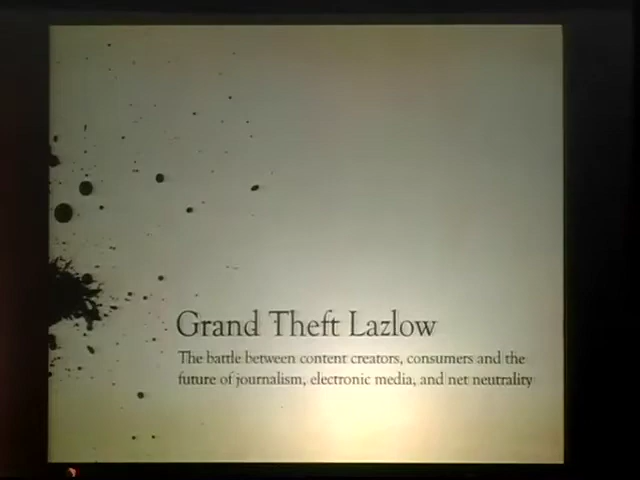 Grand Theft Lazlow
The battle between content creators, consumers and the
future of journalism, electronic media, and net neutrality